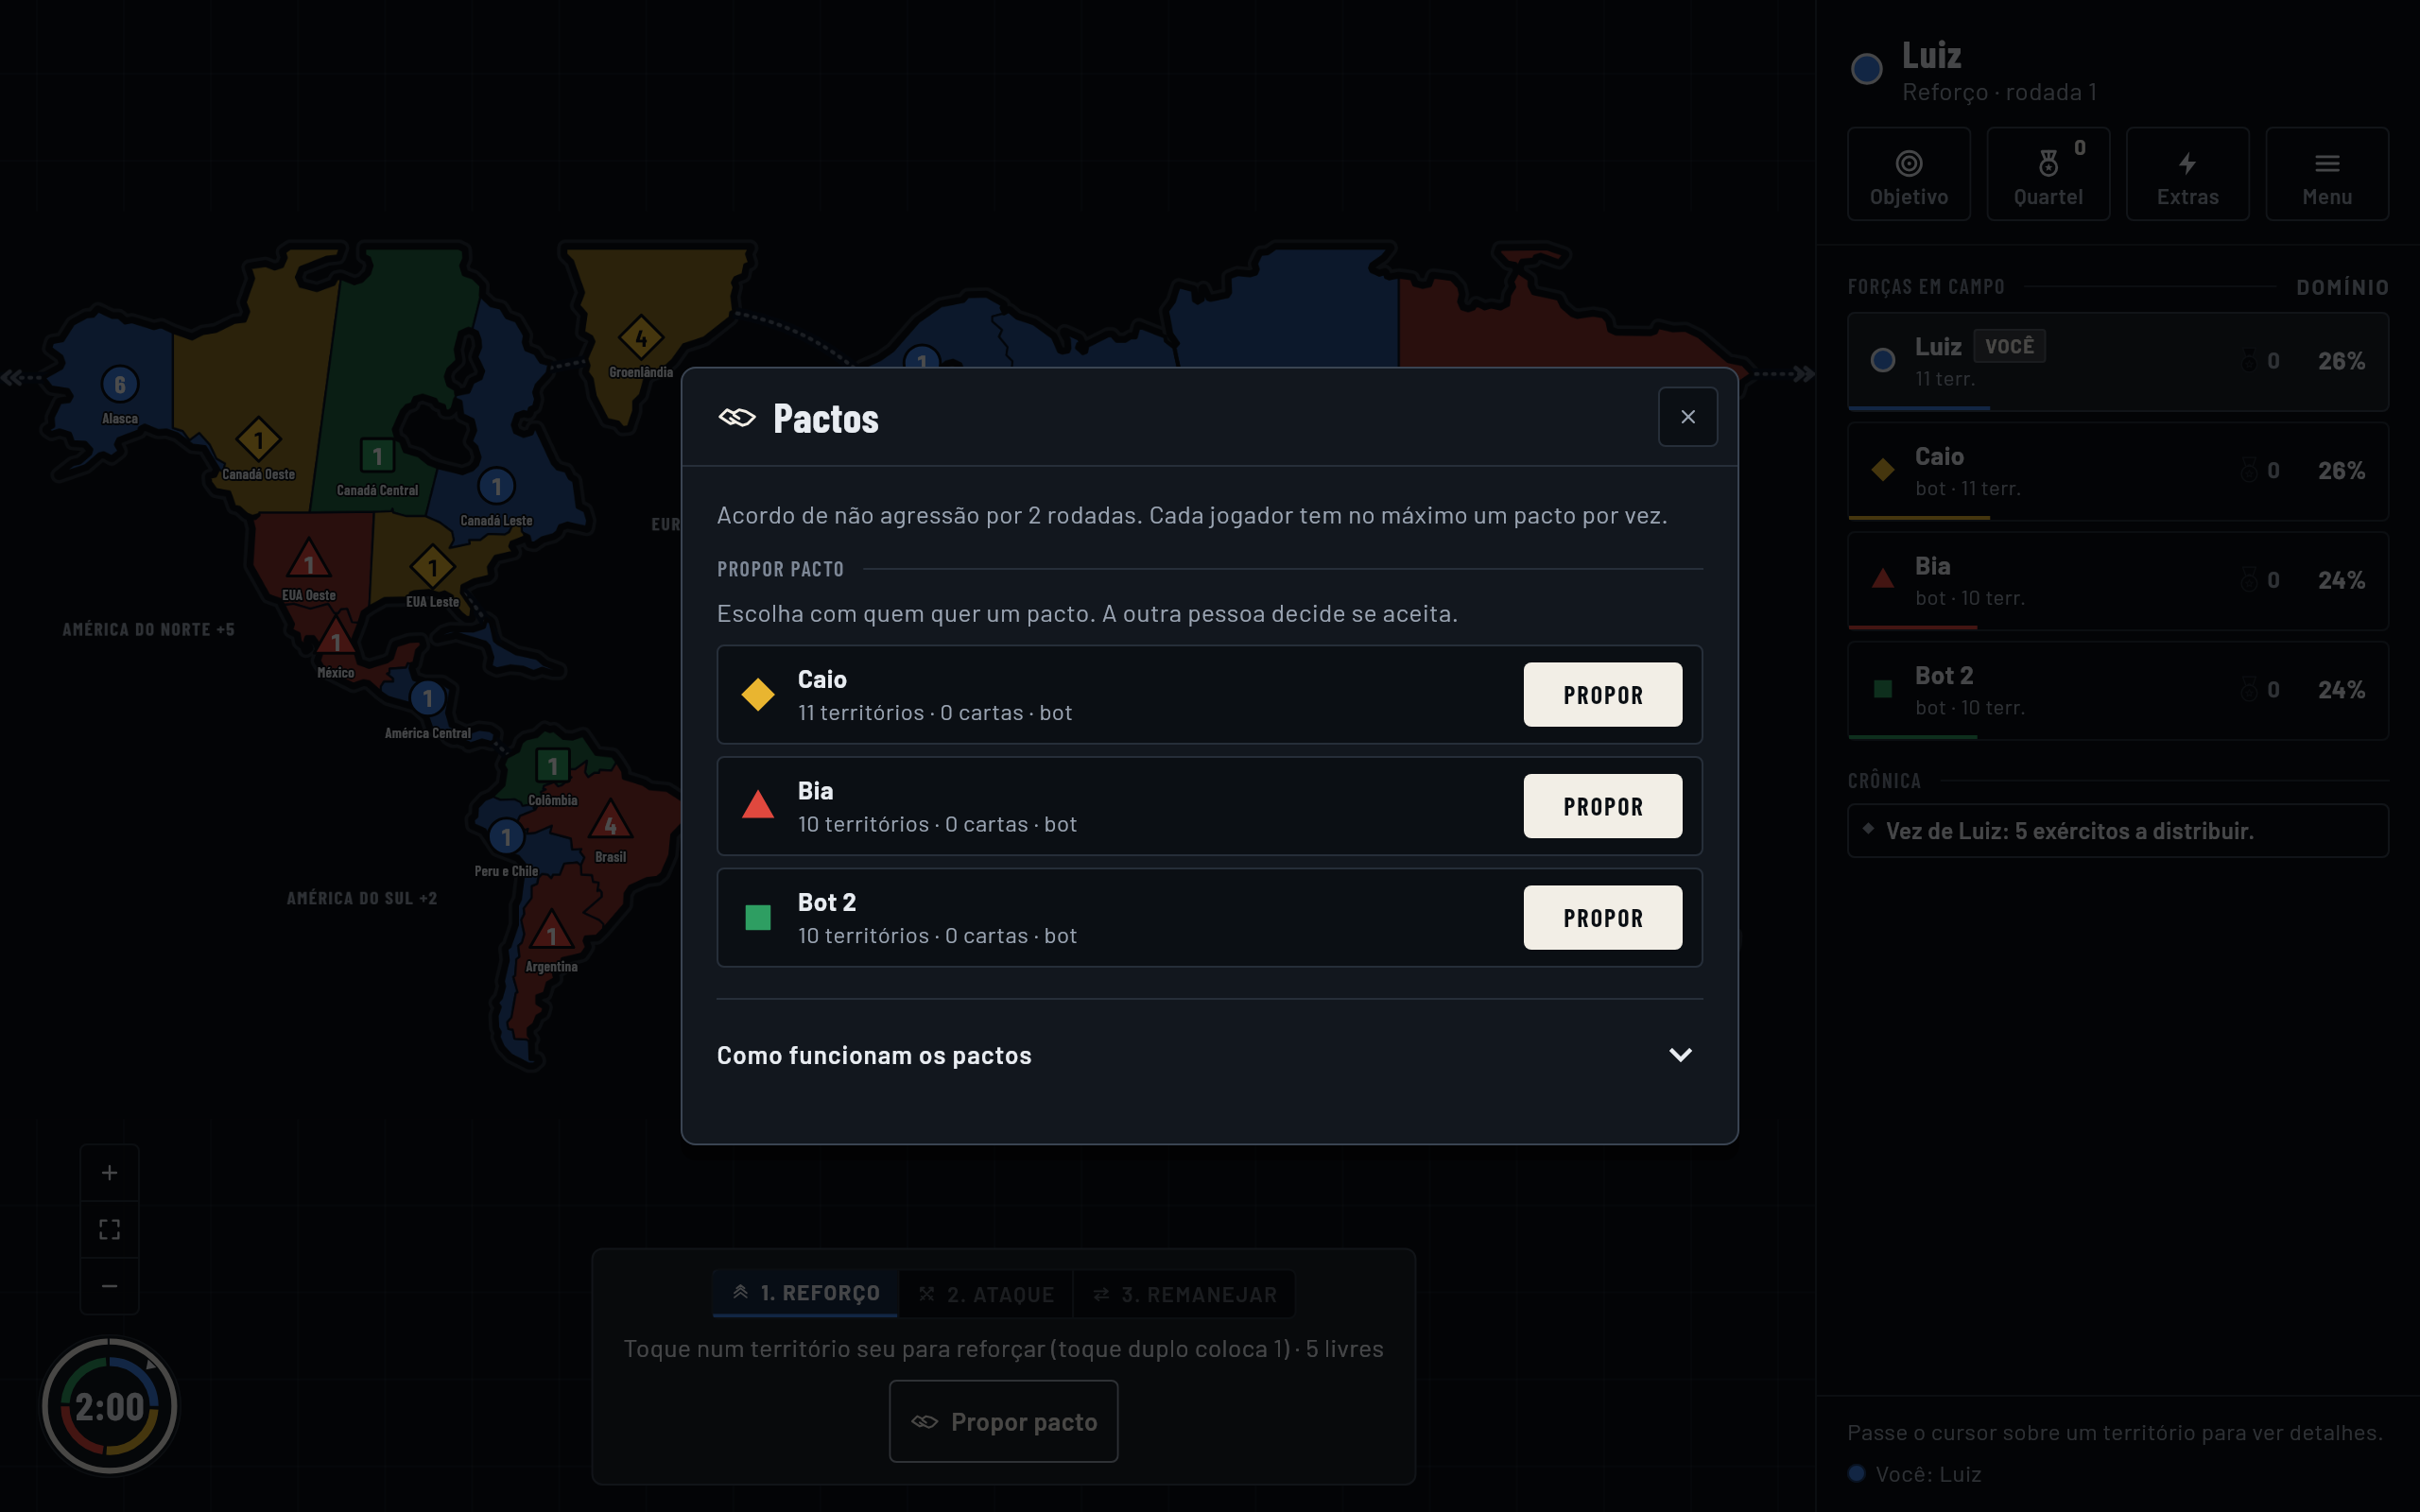 Luiz
Reforço · rodada 1
Objetivo
0
Quartel
Extras
Menu
FORÇAS EM CAMPO
DOMÍNIO
Luiz VOCÊ
11 terr.
0
26%
Caio
bot · 11 terr.
0
26%
Bia
bot · 10 terr.
0
24%
Bot 2
bot · 10 terr.
0
24%
CRÔNICA
Vez de Luiz: 5 exércitos a distribuir.
Passe o cursor sobre um território para ver detalhes.
Você: Luiz
6
Alasca
1
Canadá Oeste
1
Canadá Central
1
Canadá Leste
4
Groenlândia
1
1
EUA Oeste
1
EUA Leste
1
México
AMÉRICA DO NORTE +5
EUR
1
América Central
1
Colômbia
4
Brasil
1
Peru e Chile
AMÉRICA DO SUL +2
1
Argentina
Pactos
Acordo de não agressão por 2 rodadas. Cada jogador tem no máximo um pacto por vez.
PROPOR PACTO
Escolha com quem quer um pacto. A outra pessoa decide se aceita.
Caio
11 territórios · 0 cartas · bot
PROPOR
Bia
10 territórios · 0 cartas · bot
PROPOR
Bot 2
10 territórios · 0 cartas · bot
PROPOR
Como funcionam os pactos
2:00
1. REFORÇO
2. ATAQUE
3. REMANEJAR
Toque num território seu para reforçar (toque duplo coloca 1) · 5 livres
Propor pacto